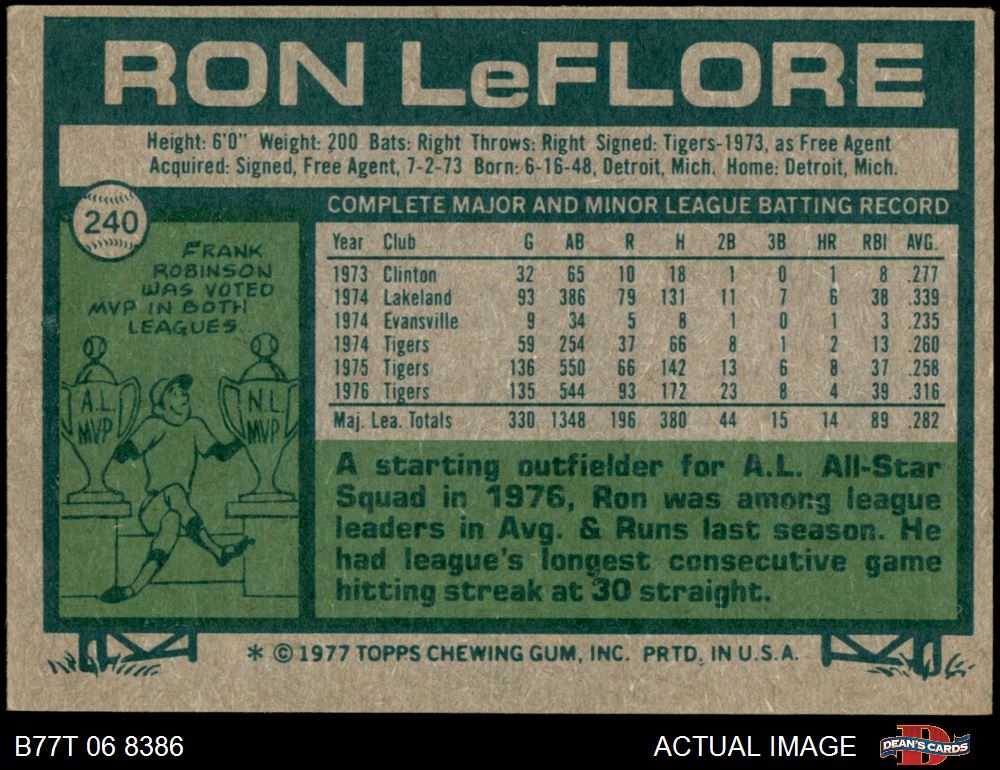 RON LeFLORE
Height: 6'0" Weight: 200 Bats: Right Throws: Right Signed: Tigers-1973, as Free Agent
Acquired: Signed, Free Agent, 7-2-73 Born: 6-16-48, Detroit, Mich. Home: Detroit, Mich.
240
FRANK
ROBINSON
WAS VOTED
MVP IN BOTH
LEAGUES.
A.L.
MVP
N.L.
MVP
COMPLETE MAJOR AND MINOR LEAGUE BATTING RECORD
Year Club G AB R H 2B 3B HR RBI AVG.
1973 Clinton 32 65 10 18 1 0 1 8 .277
1974 Lakeland 93 386 79 131 11 7 6 38 .339
1974 Evansville 9 34 5 8 1 0 1 3 .235
1974 Tigers 59 254 37 66 8 1 2 13 .260
1975 Tigers 136 550 66 142 13 6 8 37 .258
1976 Tigers 135 544 93 172 23 8 4 39 .316
Maj. Lea. Totals 330 1348 196 380 44 15 14 89 .282
A starting outfielder for A.L. All-Star
Squad in 1976, Ron was among league
leaders in Avg. & Runs last season. He
had league's longest consecutive game
hitting streak at 30 straight.
* © 1977 TOPPS CHEWING GUM, INC. PRTD. IN U.S.A.
B77T 06 8386
ACTUAL IMAGE
DEAN'S CARDS